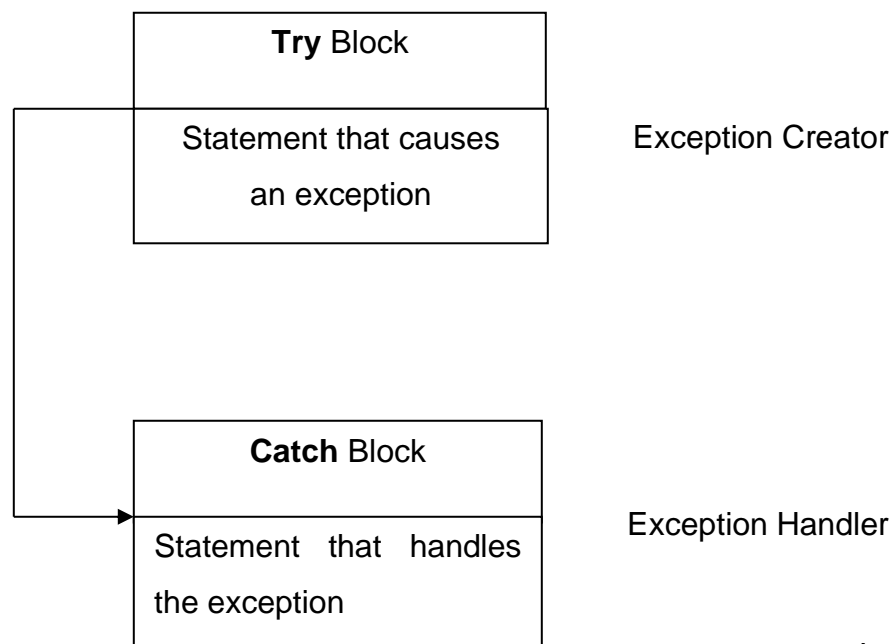 Try Block
Statement that causes
an exception
Exception Creator
Catch Block
Statement that handles
the exception
Exception Handler